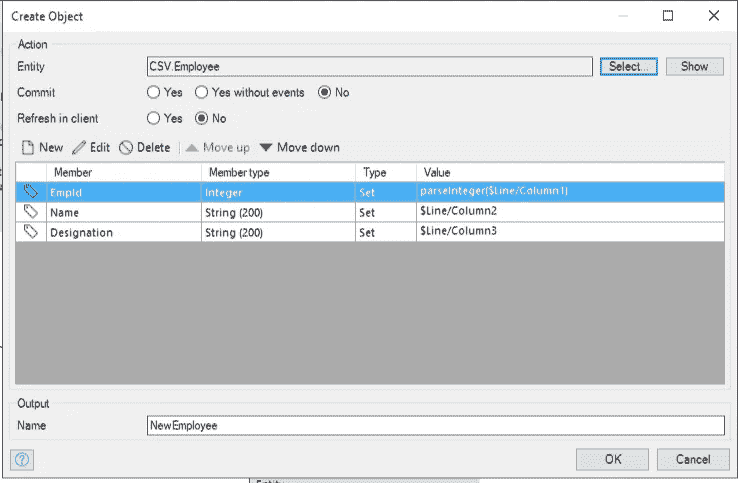 Create Object
Action
Entity CSV.Employee Select... Show
Commit Yes Yes without events No
Refresh in client Yes No
New Edit Delete Move up Move down
Member Member type Type Value
EmpId Integer Set parseInteger($Line/Column1)
Name String (200) Set $Line/Column2
Designation String (200) Set $Line/Column3
Output
Name NewEmployee
? OK Cancel